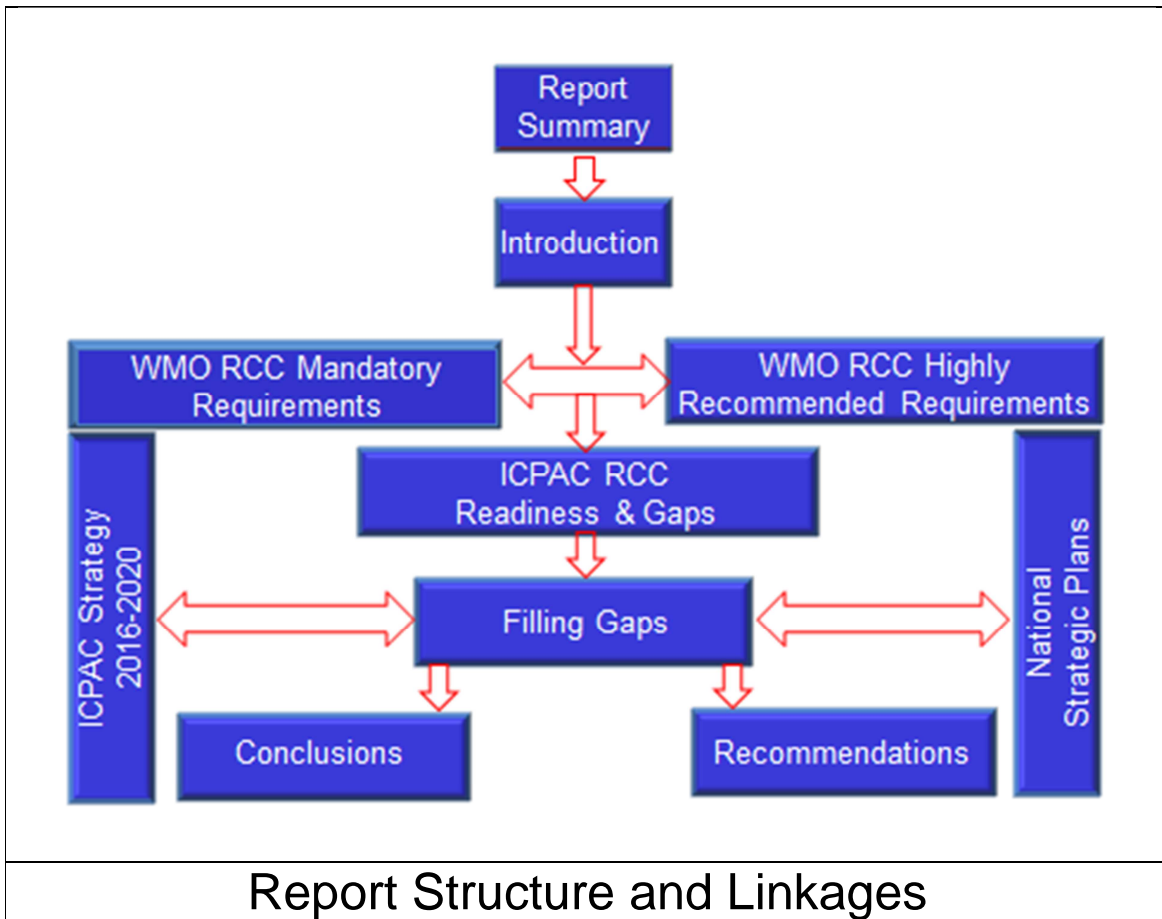 Report
Summary
Introduction
WMO RCC Mandatory
Requirements
WMO RCC Highly
Recommended Requirements
ICPAC RCC
Readiness & Gaps
ICPAC Strategy
2016-2020
Filling Gaps
National
Strategic Plans
Conclusions
Recommendations
Report Structure and Linkages